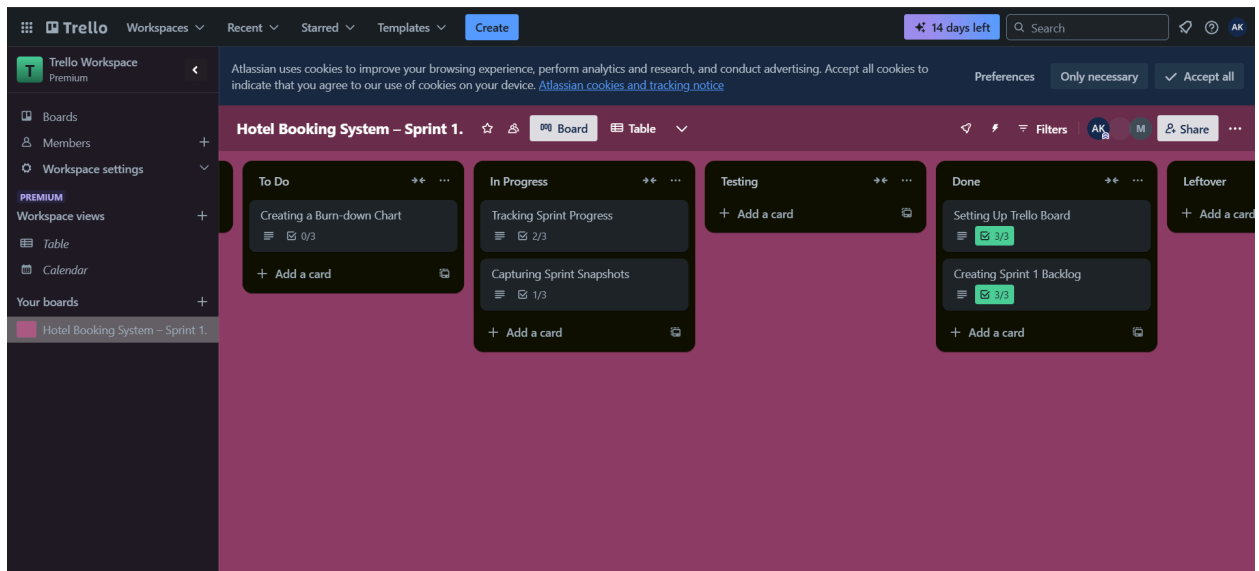 Trello
Workspaces
Recent
Starred
Templates
Create
14 days left
Search
AK
T
Trello Workspace
Premium
Boards
Members
Workspace settings
PREMIUM
Workspace views
Table
Calendar
Your boards
Hotel Booking System – Sprint 1.
Atlassian uses cookies to improve your browsing experience, perform analytics and research, and conduct advertising. Accept all cookies to
indicate that you agree to our use of cookies on your device. Atlassian cookies and tracking notice
Preferences
Only necessary
Accept all
Hotel Booking System – Sprint 1.
Board
Table
Filters
AK
M
Share
To Do
Creating a Burn-down Chart
0/3
Add a card
In Progress
Tracking Sprint Progress
2/3
Capturing Sprint Snapshots
1/3
Add a card
Testing
Add a card
Done
Setting Up Trello Board
3/3
Creating Sprint 1 Backlog
3/3
Add a card
Leftover
Add a card